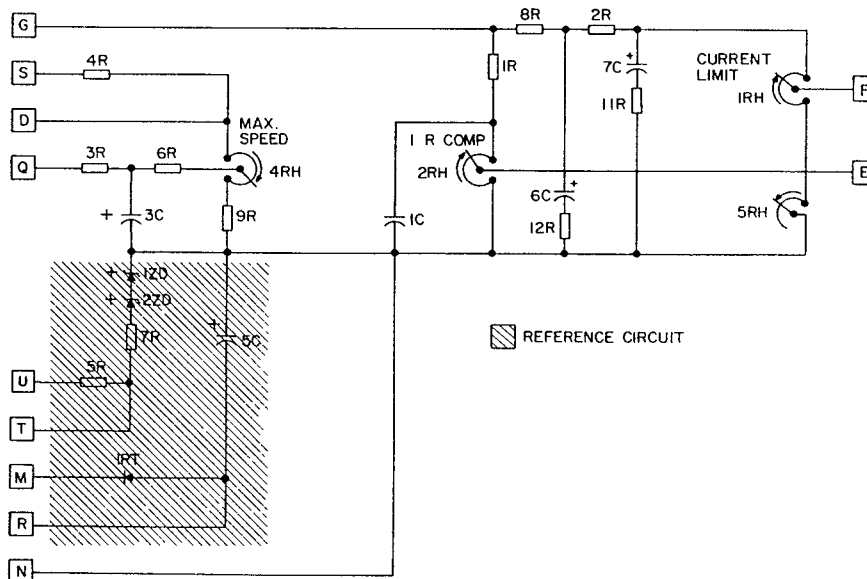 G
8R
2R
S
4R
1R
7C
+
11R
CURRENT
LIMIT
1RH
F
D
MAX.
SPEED
4RH
Q
3R
6R
I R COMP
2RH
E
+
3C
9R
1C
6C
+
12R
5RH
+
1ZD
+
2ZD
7R
+
5C
REFERENCE CIRCUIT
U
5R
T
M
1RT
R
N